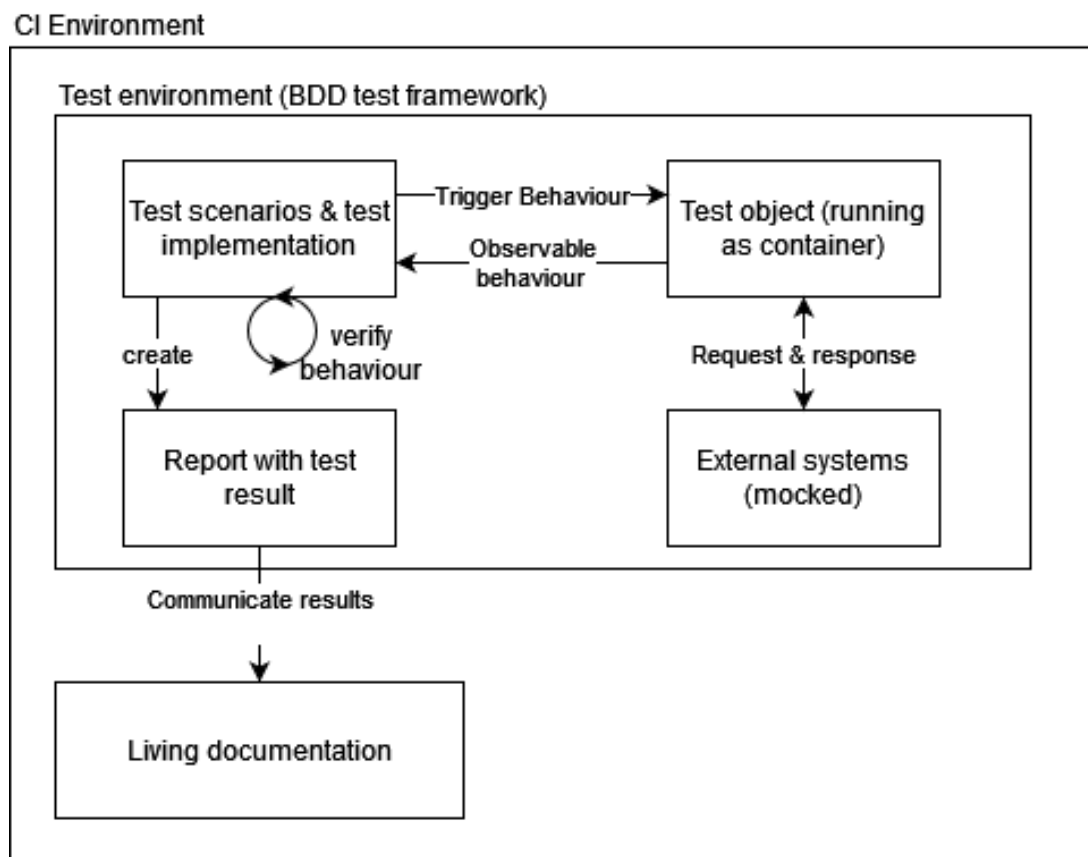 CI Environment
Test environment (BDD test framework)
Test scenarios & test
implementation
Trigger Behaviour
Observable
behaviour
Test object (running
as container)
create
verify
behaviour
Request & response
Report with test
result
External systems
(mocked)
Communicate results
Living documentation